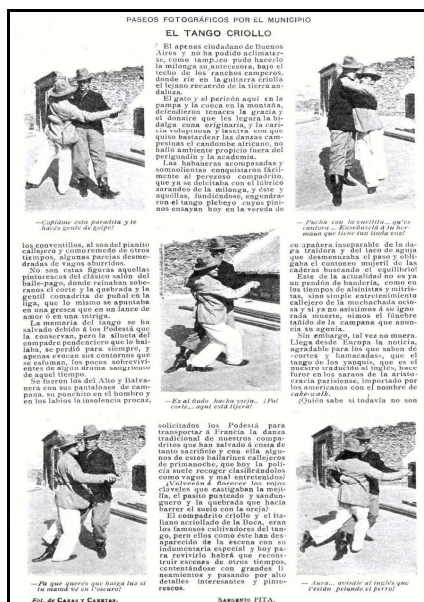 PASEOS FOTOGRÁFICOS POR EL MUNICIPIO
EL TANGO CRIOLLO
El apenas ciudadano de Buenos
Aires y no ha podido aclimatar-
se, como tampoco pudo hacerlo
la milonga su antecesora, bajo el
techo de los ranchos camperos,
donde ríe en la guitarra criolla
el lejano recuerdo de la tierra an-
daluza.
El gato y el pericón aquí en la
pampa y la cueca en la montaña,
defendieron tenaces la gracia y
el donaire que les legara la hi-
dalga cuna originaria, y la cari-
cia voluptuosa y lasciva con que
quiso bastardear las danzas cam-
pesinas el candombe africano, no
halló ambiente propicio fuera del
perigundín y la academia.
Las habaneras acompasadas y
somnolientas conquistaron fácil-
mente al perezoso compadrito,
que ya se deleitaba con el lúbrico
zarandeo de la milonga, y éste y
aquéllas, fundiéndose, engendra-
ron el tango plebeyo cuyos pini-
nos ensayan hoy en la vereda de
—Copiáme esta paradita y te
hacés gente de golpe!
—Pucha con la vueltita... qu'es
cantora.. Enseñáselá á tu her-
mana que tiene tan linda voz!
los conventillos, al son del pianito
callejero y como remedo de otros
tiempos, algunas parejas desme-
dradas de vagos aburridos.
No son estas figuras aquellas
pintorescas del clásico salón del
baile-pago, donde reinaban sobe-
ranos el corte y la quebrada y la
gentil comadrita de puñal en la
liga, que lo mismo se apuntaba
en una gresca que en un lance de
amor ó en una intriga.
La memoria del tango se ha
salvado debido á los Podestá que
la conservan, pero la silueta del
compadre pendenciero que lo bai-
laba, se perdió para siempre, y
apenas evocan sus contornos que
se esfuman, los pocos sobrevivi-
entes de algún drama sangriento
de aquel tiempo.
Se fueron los del Alto y Balva-
nera con sus pantalones de cam-
pana, su ponchito en el hombro y
en los labios la insolencia procaz,
—Es al ñudo hacha vieja.. ¡Pal
corte... aquí está tijera!
compañera inseparable de la da-
ga traidora y del taco de aguja
que desmenuzaba el paso y obli-
gaba el contoneo mujeril de las
caderas buscando el equilibrio!
Este de la actualidad no es ya
un pendón de bandería, como en
los tiempos de alsinistas y mitris-
tas, sino simple entretenimiento
callejero de la muchachada ocio-
sa y si ya no asistimos á su igno-
rada muerte, oímos el fúnebre
tañido de la campana que anun-
cia su agonía.
Sin embargo, tal vez no muera.
Llega desde Europa la noticia,
agradable para los que saben de
«cortes y hamacadas», que el
tango de los yanquis, que es el
nuestro traducido al inglés, hace
furor en los saraos de la aristo-
cracia parisiense, importado por
los americanos con el nombre de
cake-walk.
¿Quién sabe si todavía no son
solicitados los Podestá para
transportar á Francia la danza
tradicional de nuestros compa-
dritos que han salvado á costa de
tanto sacrificio y con ella algu-
nos de estos bailarines callejeros
de primanoche, que hoy la poli-
cía suele recoger clasificándolos
como vagos y mal entretenidos?
¿Volverán á florecer los rojos
claveles que castigaban la meji-
lla, el pasito punteado y sandun-
guero y la quebrada que hacía
barrer el suelo con la oreja?
El compadrito criollo y el ita-
liano acriollado de la Boca, eran
los famosos cultivadores del tan-
go, pero ellos como éste han des-
aparecido de la escena con su
indumentaria especial y hoy pa-
ra revivirlo habrá que recons-
truir escenas de otros tiempos,
contentándose con grandes li-
neamientos y pasando por alto
detalles interesantes y pinto-
rescos.
—Pa qué querés que haiga luz si
tu mamá vé en l'oscuro!
—Aura... avisále al inglés que
l'están pelando el perro!
Fot. de CARAS Y CARETAS.
SARGENTO PITA.